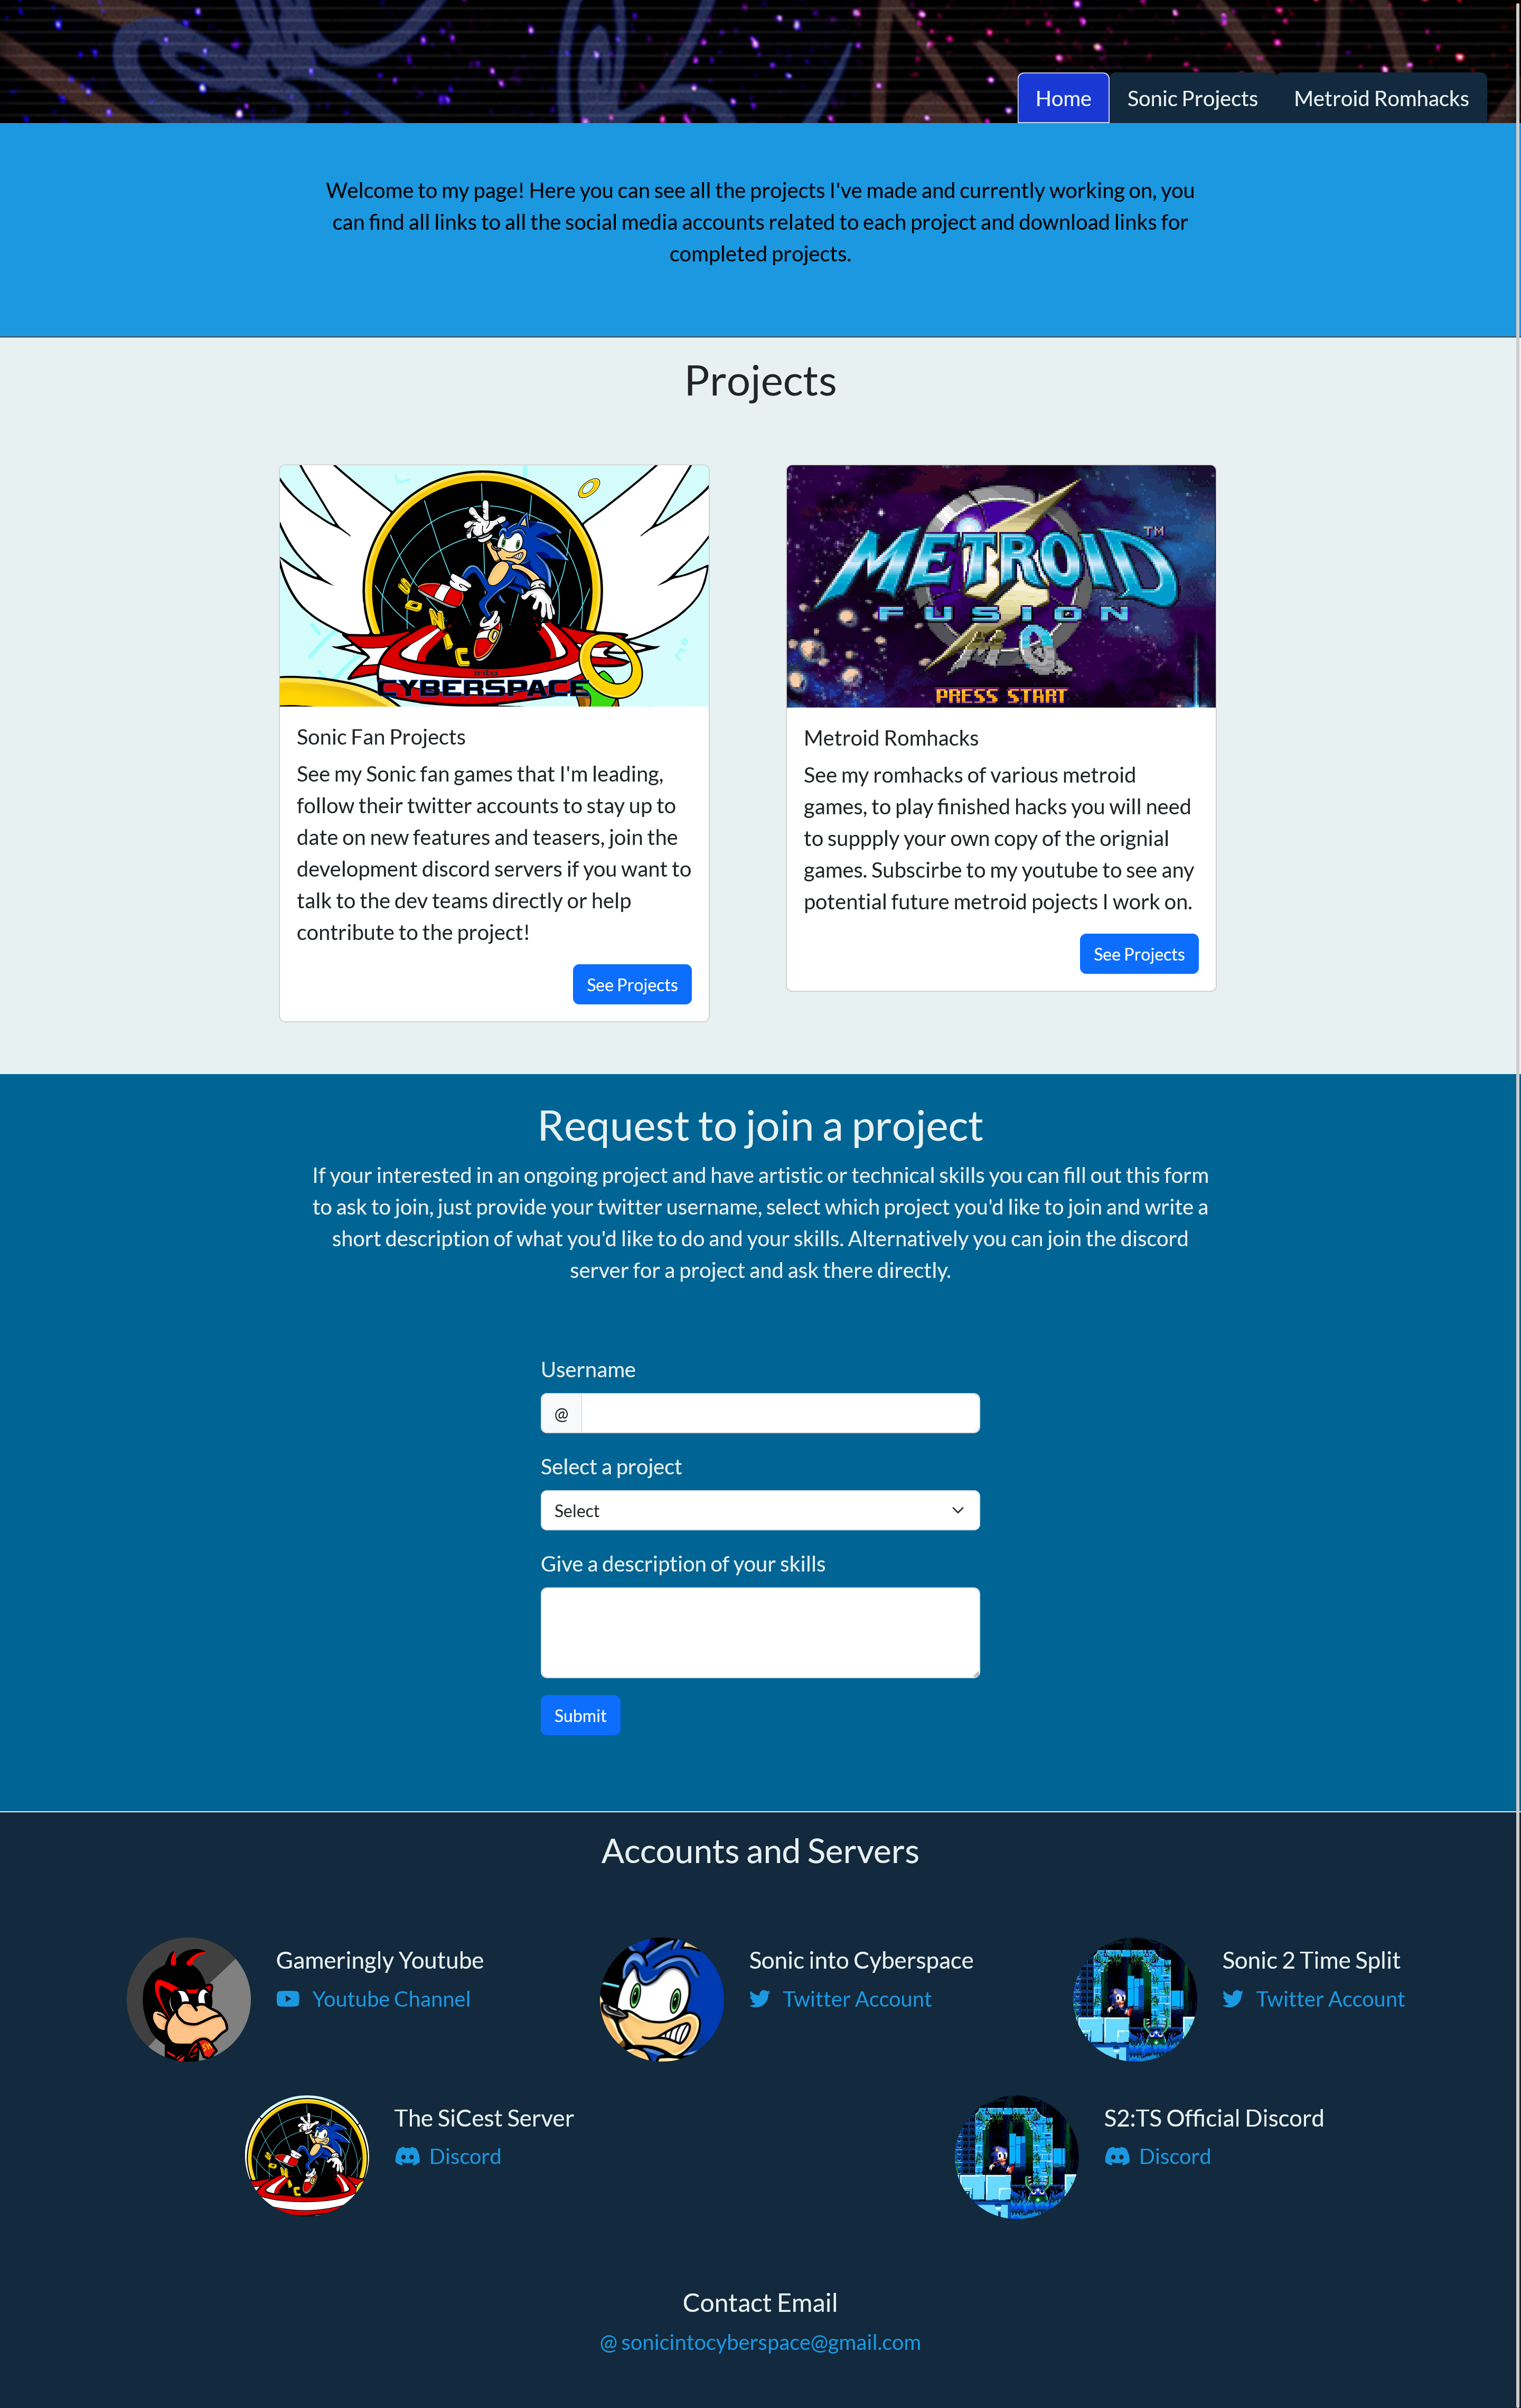 Home
Sonic Projects
Metroid Romhacks
Welcome to my page! Here you can see all the projects I've made and currently working on, you
can find all links to all the social media accounts related to each project and download links for
completed projects.
Projects
SONIC
into
CYBERSPACE
METROID
TM
FUSION
PRESS START
Sonic Fan Projects
See my Sonic fan games that I'm leading,
follow their twitter accounts to stay up to
date on new features and teasers, join the
development discord servers if you want to
talk to the dev teams directly or help
contribute to the project!
See Projects
Metroid Romhacks
See my romhacks of various metroid
games, to play finished hacks you will need
to suppply your own copy of the orignial
games. Subscirbe to my youtube to see any
potential future metroid pojects I work on.
See Projects
Request to join a project
If your interested in an ongoing project and have artistic or technical skills you can fill out this form
to ask to join, just provide your twitter username, select which project you'd like to join and write a
short description of what you'd like to do and your skills. Alternatively you can join the discord
server for a project and ask there directly.
Username
@
Select a project
Select
Give a description of your skills
Submit
Accounts and Servers
Gameringly Youtube
Youtube Channel
Sonic into Cyberspace
Twitter Account
Sonic 2 Time Split
Twitter Account
The SiCest Server
Discord
S2:TS Official Discord
Discord
Contact Email
@ sonicintocyberspace@gmail.com